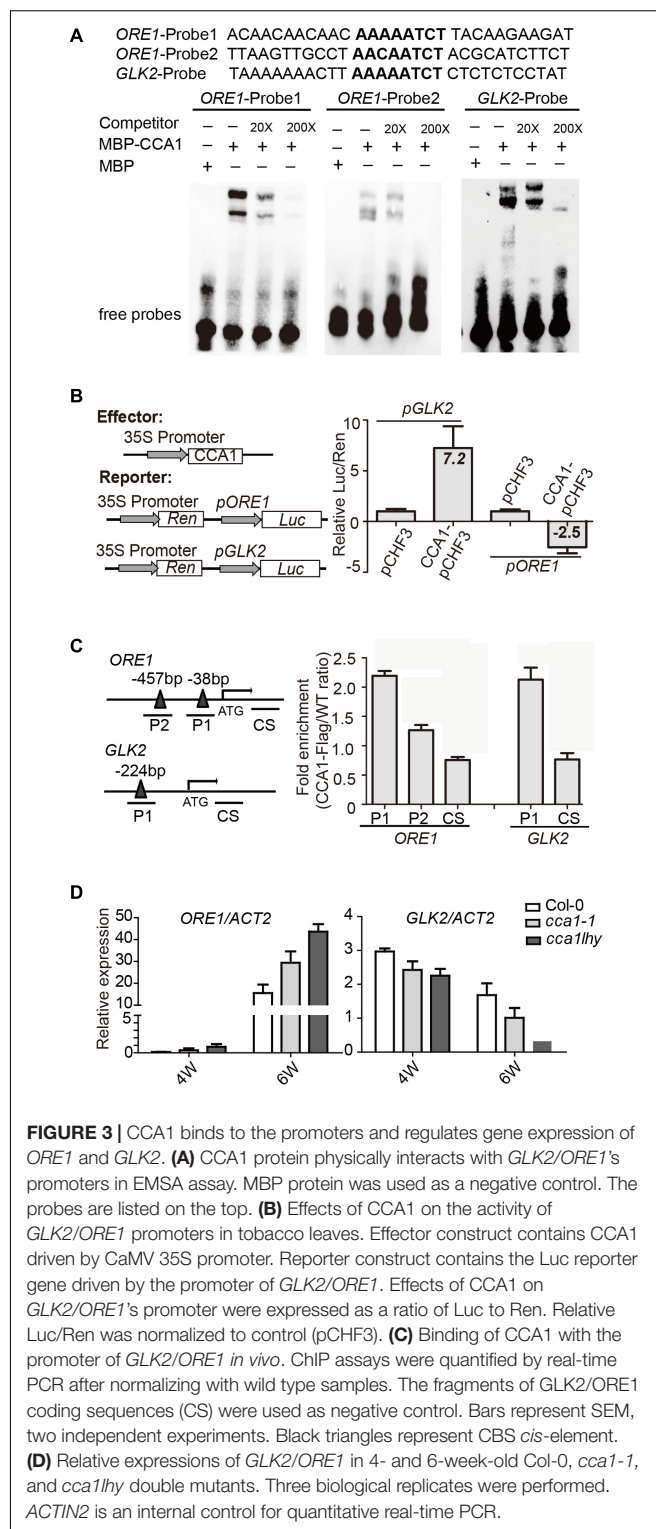 A
ORE1-Probe1 ACAACAACAAC AAAAATCT TACAAGAAGAT
ORE1-Probe2 TTAAGTTGCCT AACAATCT ACGCATCTTCT
GLK2-Probe TAAAAAAACTT AAAAATCT CTCTCTCCTAT
ORE1-Probe1 ORE1-Probe2 GLK2-Probe
Competitor – – 20X 200X – – 20X 200X – – 20X 200X
MBP-CCA1 – + + + – + + + – + + +
MBP + – – – + – – – + – – –
free probes
B
Effector:
35S Promoter
CCA1
Reporter:
35S Promoter pORE1
Ren Luc
35S Promoter pGLK2
Ren Luc
Relative Luc/Ren
10
5
0
-5
pGLK2
7.2
-2.5
pCHF3
CCA1-pCHF3
pCHF3
CCA1-pCHF3
pORE1
C
ORE1
-457bp -38bp
ATG
P2 P1 CS
GLK2
-224bp
ATG
P1 CS
Fold enrichment
(CCA1-Flag/WT ratio)
2.5
2.0
1.5
1.0
0.5
0
P1 P2 CS P1 CS
ORE1 GLK2
D
Relative expression
ORE1/ACT2
50
40
30
20
10
5
0
4W 6W
GLK2/ACT2
4
3
2
1
0
4W 6W
Col-0
cca1-1
cca1lhy
FIGURE 3 | CCA1 binds to the promoters and regulates gene expression of
ORE1 and GLK2. (A) CCA1 protein physically interacts with GLK2/ORE1's
promoters in EMSA assay. MBP protein was used as a negative control. The
probes are listed on the top. (B) Effects of CCA1 on the activity of
GLK2/ORE1 promoters in tobacco leaves. Effector construct contains CCA1
driven by CaMV 35S promoter. Reporter construct contains the Luc reporter
gene driven by the promoter of GLK2/ORE1. Effects of CCA1 on
GLK2/ORE1's promoter were expressed as a ratio of Luc to Ren. Relative
Luc/Ren was normalized to control (pCHF3). (C) Binding of CCA1 with the
promoter of GLK2/ORE1 in vivo. ChIP assays were quantified by real-time
PCR after normalizing with wild type samples. The fragments of GLK2/ORE1
coding sequences (CS) were used as negative control. Bars represent SEM,
two independent experiments. Black triangles represent CBS cis-element.
(D) Relative expressions of GLK2/ORE1 in 4- and 6-week-old Col-0, cca1-1,
and cca1lhy double mutants. Three biological replicates were performed.
ACTIN2 is an internal control for quantitative real-time PCR.